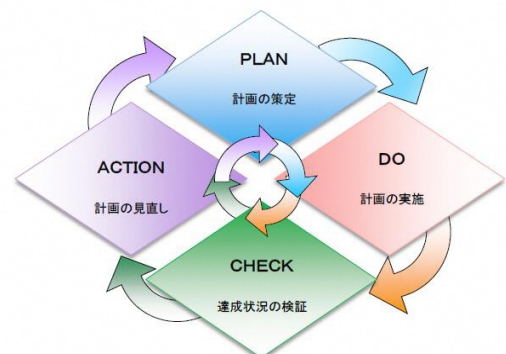 PLAN
計画の策定
DO
計画の実施
CHECK
達成状況の検証
ACTION
計画の見直し